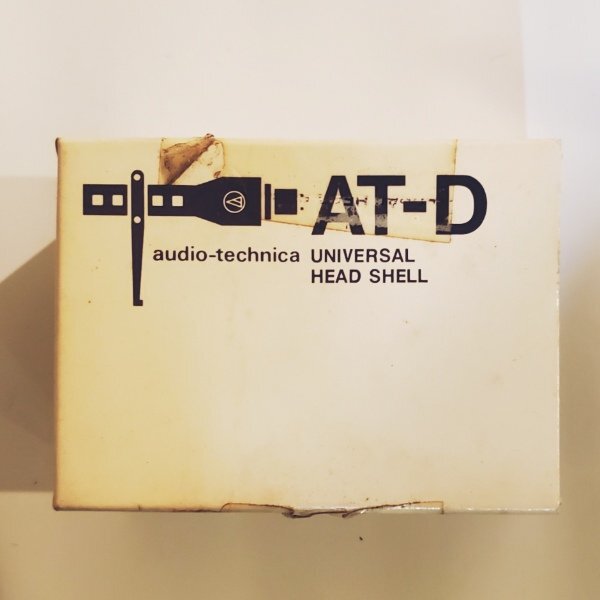 AT-D
audio-technica UNIVERSAL
HEAD SHELL